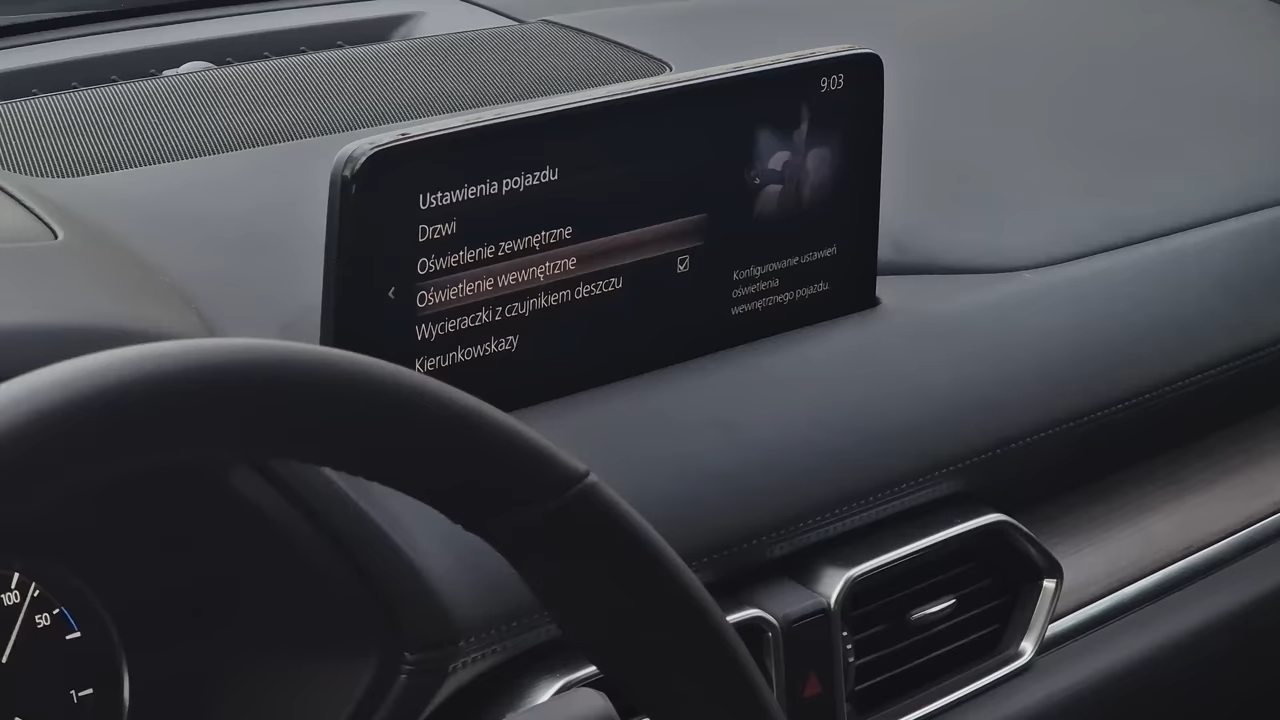 9:03
Ustawienia pojazdu
Drzwi
Oświetlenie zewnętrzne
Oświetlenie wewnętrzne
Wycieraczki z czujnikiem deszczu
Kierunkowskazy
Konfigurowanie ustawień
oświetlenia
wewnętrznego pojazdu.
100
50
1